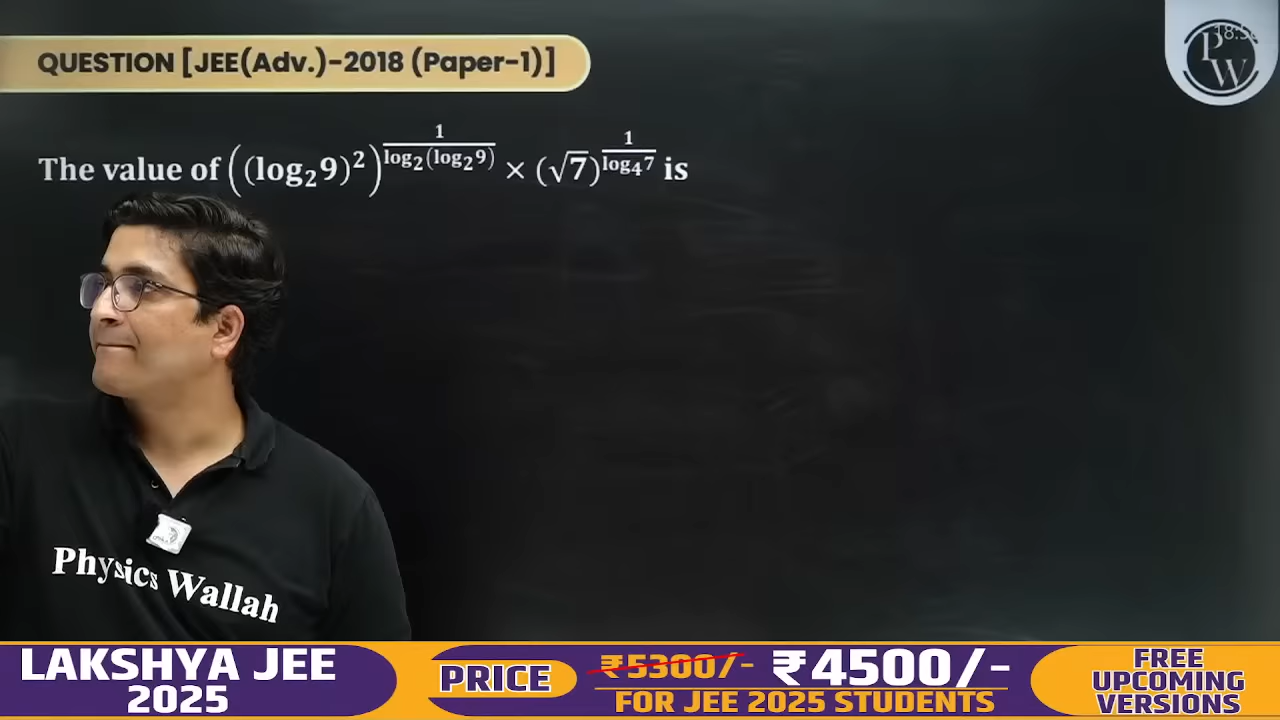 QUESTION [JEE(Adv.)-2018 (Paper-1)]
The value of ((log₂9)²)^(1/(log₂(log₂9))) × (√7)^(1/(log₄7)) is
PW
Physics Wallah
LAKSHYA JEE
2025
PRICE
₹5300/- ₹4500/-
FOR JEE 2025 STUDENTS
FREE
UPCOMING
VERSIONS